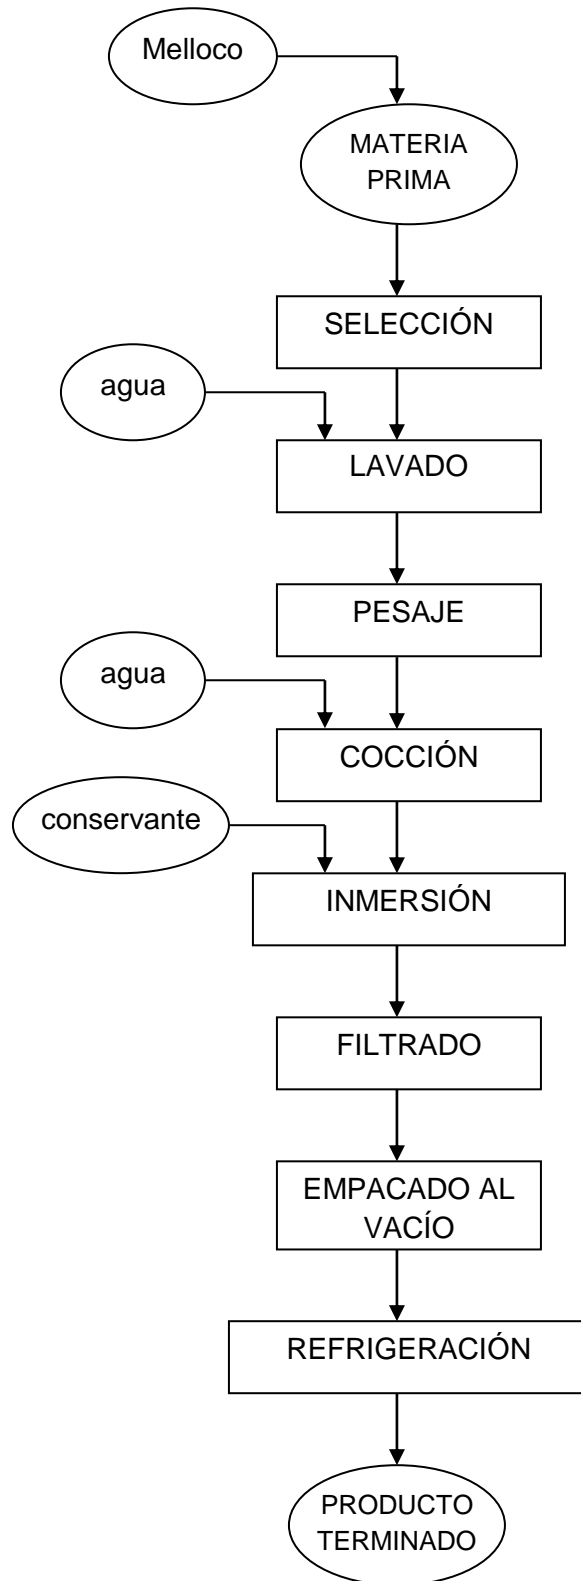 Melloco
MATERIA
PRIMA
SELECCIÓN
agua
LAVADO
PESAJE
agua
COCCIÓN
conservante
INMERSIÓN
FILTRADO
EMPACADO AL
VACÍO
REFRIGERACIÓN
PRODUCTO
TERMINADO